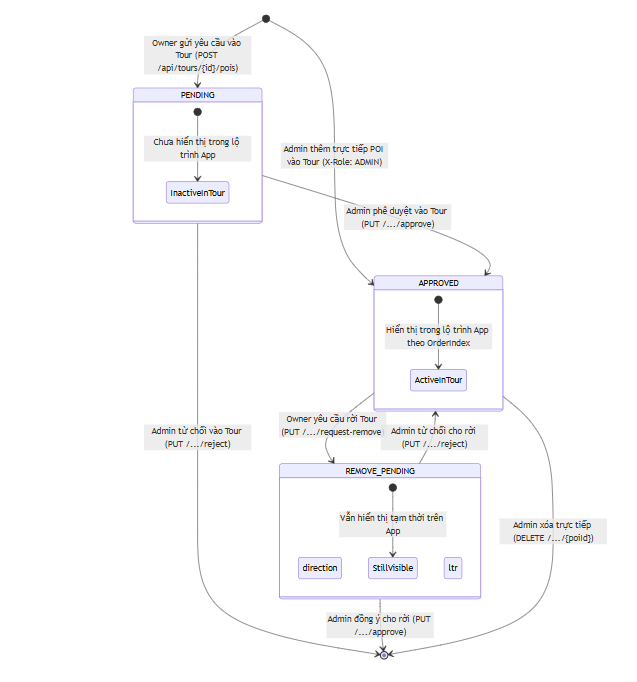 Owner gửi yêu cầu vào
Tour (POST
/api/tours/{id}/pois)
PENDING
Chưa hiển thị trong lộ
trình App
InactiveInTour
Admin thêm trực tiếp POI
vào Tour (X-Role: ADMIN)
Admin phê duyệt vào Tour
(PUT /.../approve)
APPROVED
Hiển thị trong lộ trình App
theo OrderIndex
ActiveInTour
Owner yêu cầu rời Tour
(PUT /.../request-remove
Admin từ chối cho rời
(PUT /.../reject)
Admin từ chối vào Tour
(PUT /.../reject)
REMOVE_PENDING
Vẫn hiển thị tạm thời trên
App
direction
StillVisible
ltr
Admin xóa trực tiếp
(DELETE /.../{poiId})
Admin đồng ý cho rời (PUT
/.../approve)